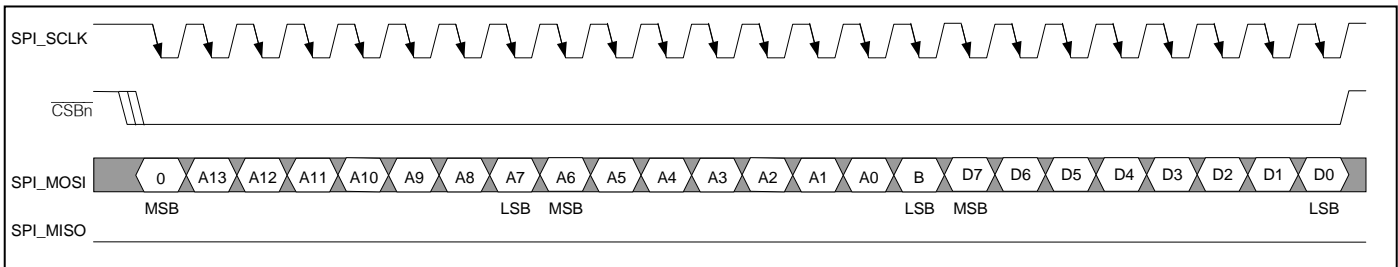 SPI_SCLK
CSBn
SPI_MOSI 0 A13 A12 A11 A10 A9 A8 A7 A6 A5 A4 A3 A2 A1 A0 B D7 D6 D5 D4 D3 D2 D1 D0
MSB LSB MSB LSB MSB LSB
SPI_MISO